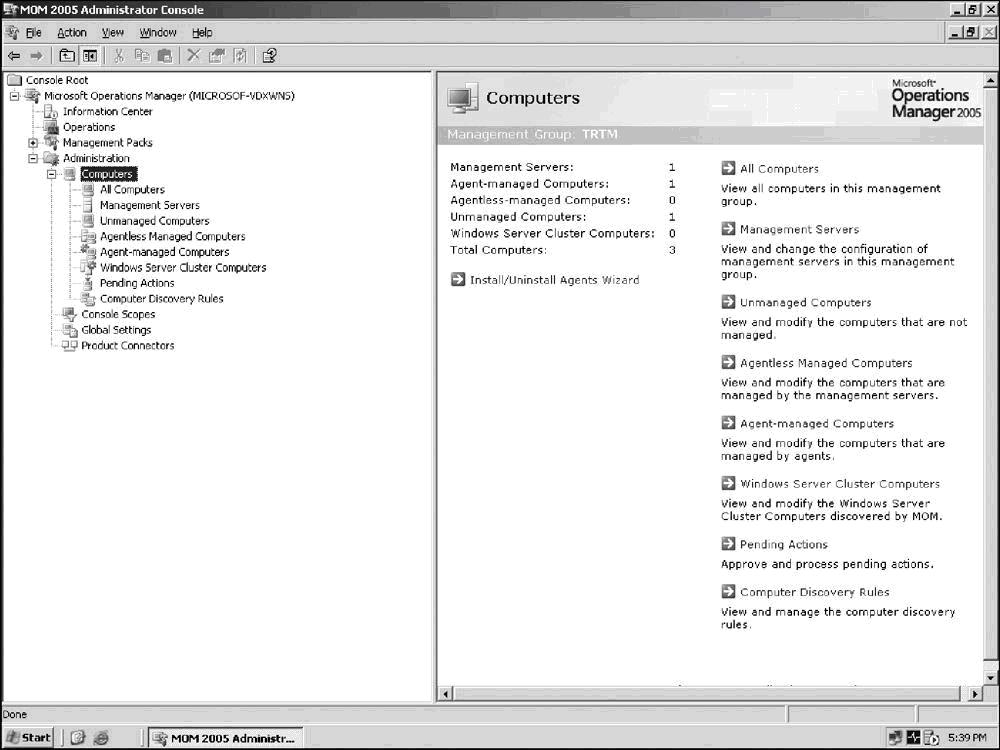 MOM 2005 Administrator Console
File Action View Window Help
Console Root
Microsoft Operations Manager (MICROSOF-VDXWNS)
Information Center
Operations
Management Packs
Administration
Computers
All Computers
Management Servers
Unmanaged Computers
Agentless Managed Computers
Agent-managed Computers
Windows Server Cluster Computers
Pending Actions
Computer Discovery Rules
Console Scopes
Global Settings
Product Connectors
Computers
Microsoft
Operations
Manager 2005
Management Group: TRTM
Management Servers: 1
Agent-managed Computers: 1
Agentless-managed Computers: 0
Unmanaged Computers: 1
Windows Server Cluster Computers: 0
Total Computers: 3
Install/Uninstall Agents Wizard
All Computers
View all computers in this management
group.
Management Servers
View and change the configuration of
management servers in this management
group.
Unmanaged Computers
View and modify the computers that are not
managed.
Agentless Managed Computers
View and modify the computers that are
managed by the management servers.
Agent-managed Computers
View and modify the computers that are
managed by agents.
Windows Server Cluster Computers
View and modify the Windows Server
Cluster Computers discovered by MOM.
Pending Actions
Approve and process pending actions.
Computer Discovery Rules
View and manage the computer discovery
rules.
Done
Start
MOM 2005 Administr...
5:39 PM